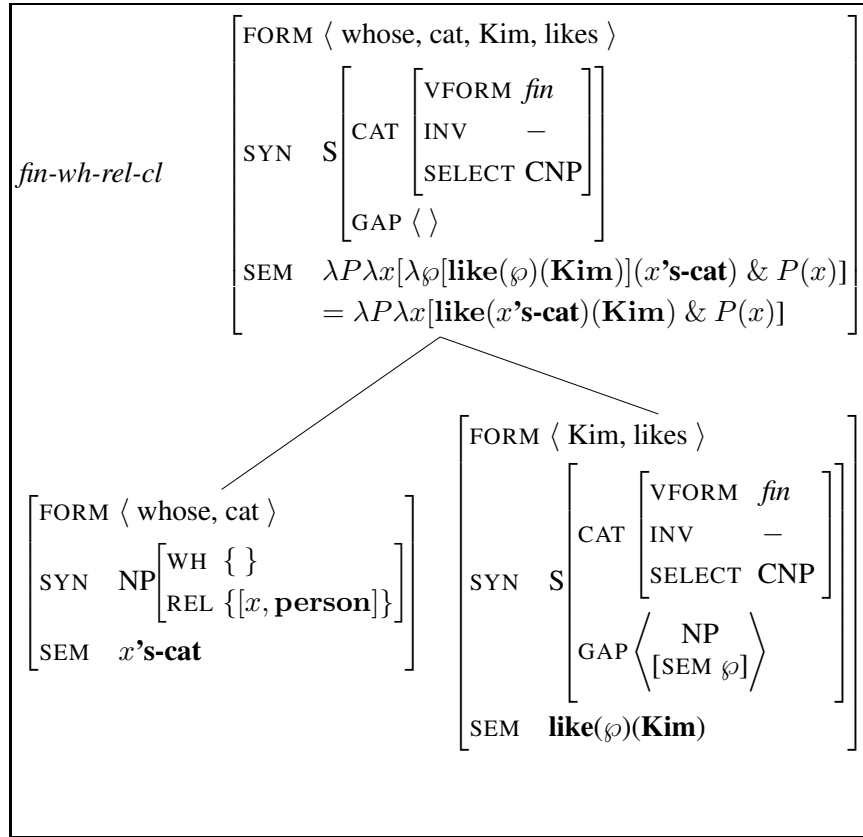 FORM ⟨ whose, cat, Kim, likes ⟩
VFORM fin
CAT INV −
SYN S
fin-wh-rel-cl
SELECT CNP
GAP ⟨ ⟩
SEM λPλx[λ℘[like(℘)(Kim)](x's-cat) & P(x)]
= λPλx[like(x's-cat)(Kim) & P(x)]
FORM ⟨ whose, cat ⟩
SYN NP
WH { }
REL {[x, person]}
SEM x's-cat
FORM ⟨ Kim, likes ⟩
VFORM fin
CAT INV −
SELECT CNP
SYN S
GAP ⟨ NP
[SEM ℘] ⟩
SEM like(℘)(Kim)